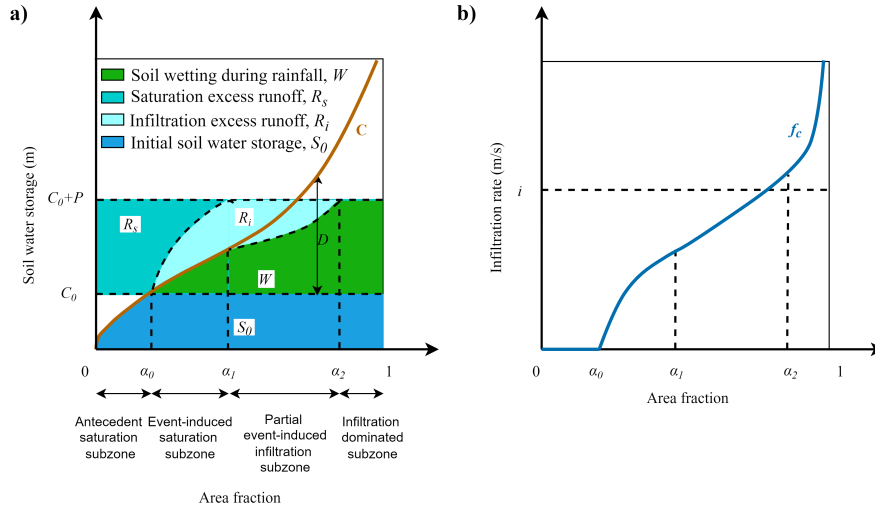 a)
Soil wetting during rainfall, W
Saturation excess runoff, Rs
Infiltration excess runoff, Ri
Initial soil water storage, S0
C
Soil water storage (m)
C0+P
Rs
Ri
D
W
C0
S0
0
α0
α1
α2
1
Antecedent
saturation
subzone
Event-induced
saturation
subzone
Partial
event-induced
infiltration
subzone
Infiltration
dominated
subzone
Area fraction
b)
fc
Infiltration rate (m/s)
i
0
α0
α1
α2
1
Area fraction